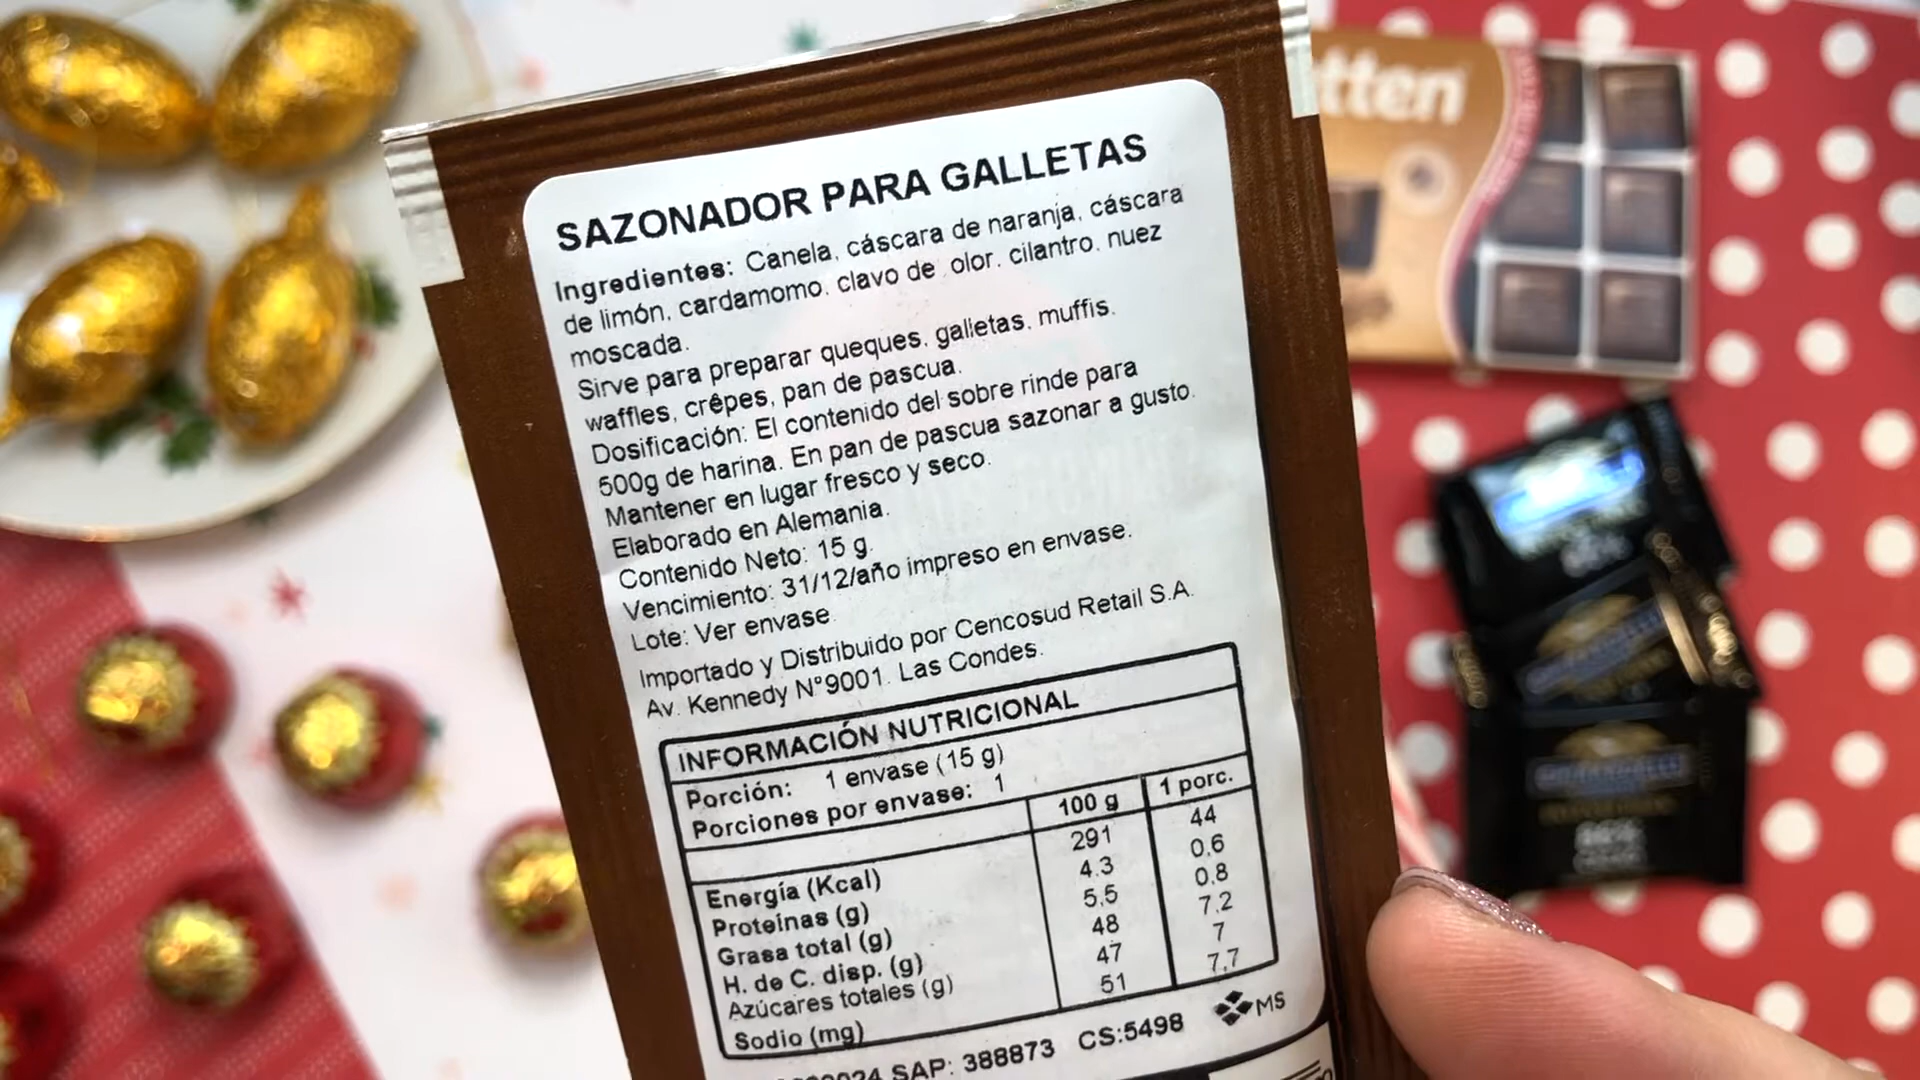 SAZONADOR PARA GALLETAS
Ingredientes: Canela, cáscara de naranja, cáscara
de limón, cardamomo. clavo de olor. cilantro. nuez
moscada.
Sirve para preparar queques. galletas. muffis.
waffles, crêpes, pan de pascua.
Dosificación: El contenido del sobre rinde para
500g de harina. En pan de pascua sazonar a gusto.
Mantener en lugar fresco y seco.
Elaborado en Alemania.
Contenido Neto: 15 g.
Vencimiento: 31/12/año impreso en envase.
Lote: Ver envase
Importado y Distribuido por Cencosud Retail S.A.
Av. Kennedy N°9001. Las Condes.
INFORMACIÓN NUTRICIONAL
Porción: 1 envase (15 g)
Porciones por envase: 1
100 g 1 porc.
Energía (Kcal) 291 44
Proteínas (g) 4.3 0.6
Grasa total (g) 5,5 0.8
H. de C. disp. (g) 48 7.2
Azúcares totales (g) 47 7
Sodio (mg) 51 7,7
SAP: 388873 CS:5498 MS
tten